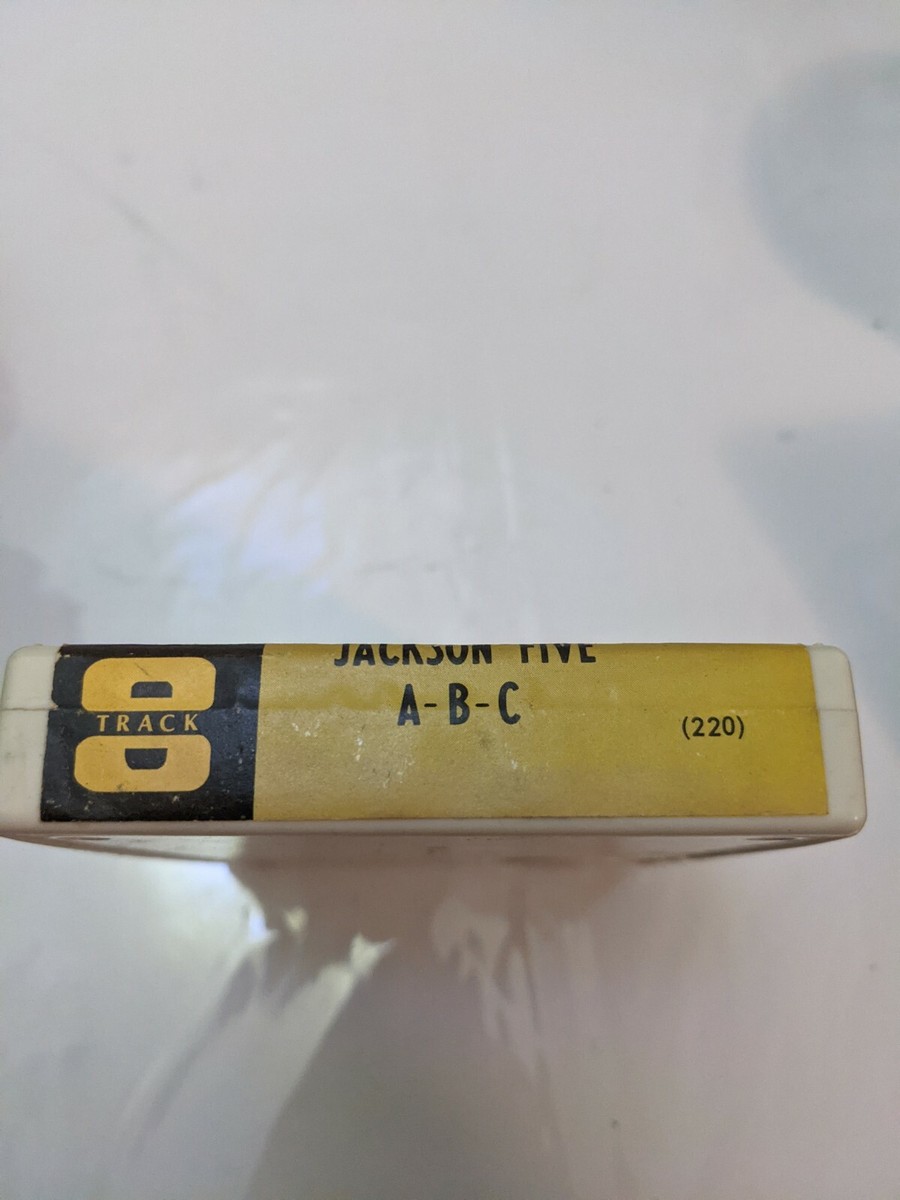 JACKSON FIVE
A-B-C
8 TRACK
(220)